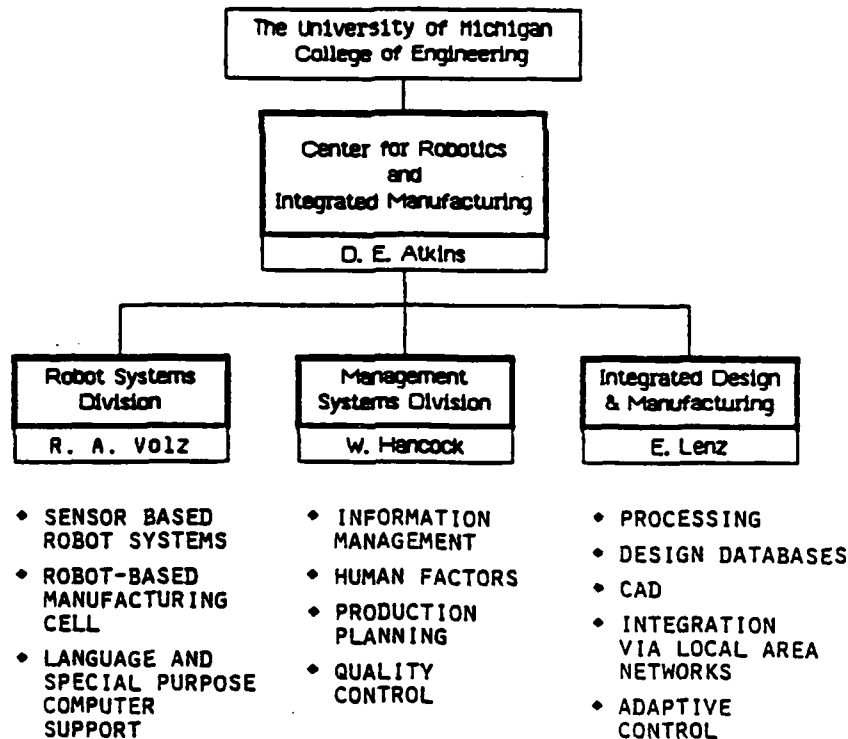 The University of Michigan
College of Engineering
Center for Robotics
and
Integrated Manufacturing
D. E. Atkins
Robot Systems
Division
R. A. Volz
Management
Systems Division
W. Hancock
Integrated Design
& Manufacturing
E. Lenz
◆ SENSOR BASED
ROBOT SYSTEMS
◆ ROBOT-BASED
MANUFACTURING
CELL
◆ LANGUAGE AND
SPECIAL PURPOSE
COMPUTER
SUPPORT
◆ INFORMATION
MANAGEMENT
◆ HUMAN FACTORS
◆ PRODUCTION
PLANNING
◆ QUALITY
CONTROL
◆ PROCESSING
◆ DESIGN DATABASES
◆ CAD
◆ INTEGRATION
VIA LOCAL AREA
NETWORKS
◆ ADAPTIVE
CONTROL